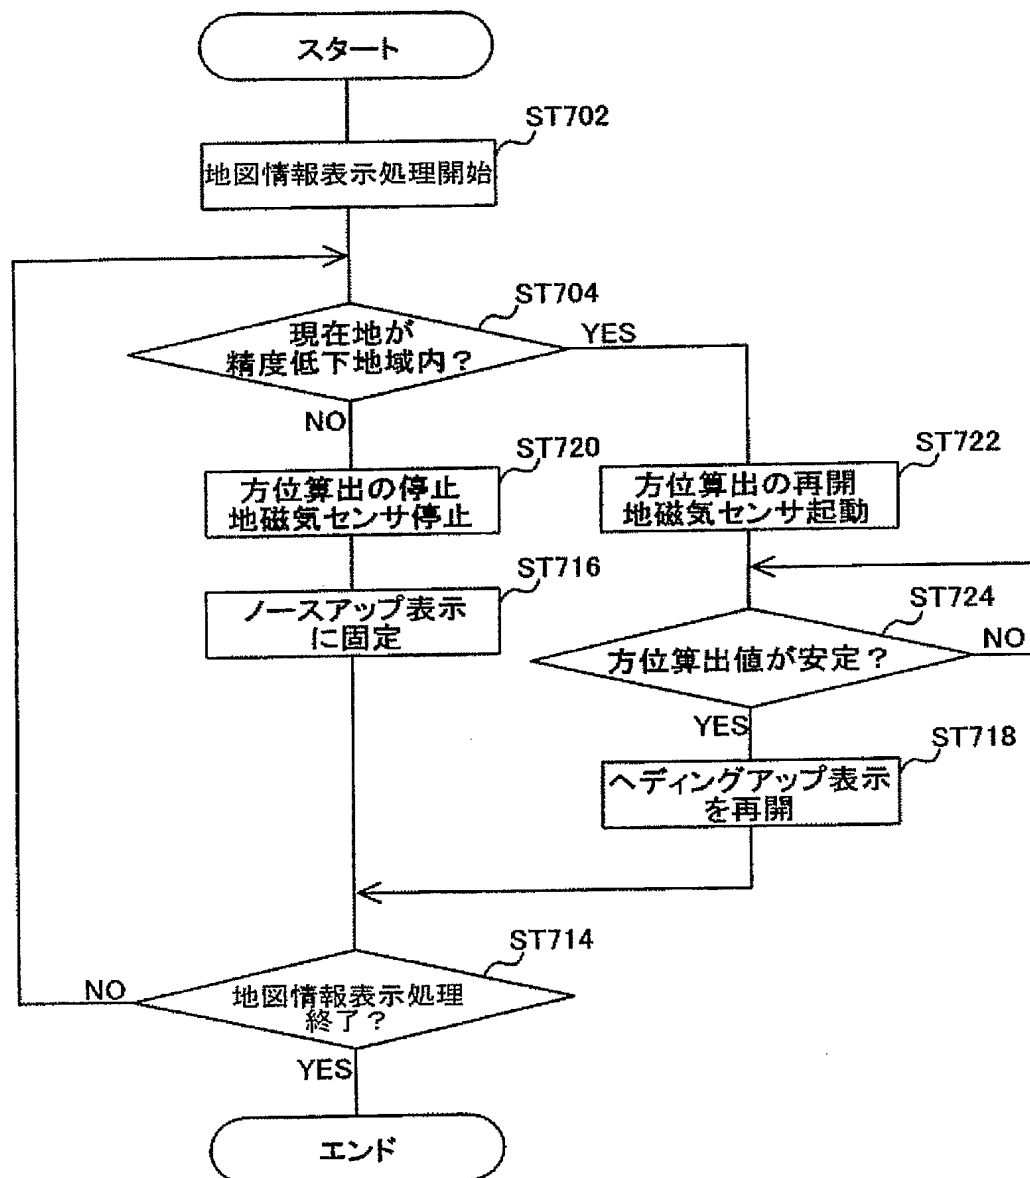 スタート
ST702
地図情報表示処理開始
ST704
現在地が
精度低下地域内？
YES
NO
ST720
方位算出の停止
地磁気センサ停止
ST722
方位算出の再開
地磁気センサ起動
ST716
ノースアップ表示
に固定
ST724
方位算出値が安定？
NO
YES
ST718
ヘディングアップ表示
を再開
ST714
地図情報表示処理
終了？
NO
YES
エンド